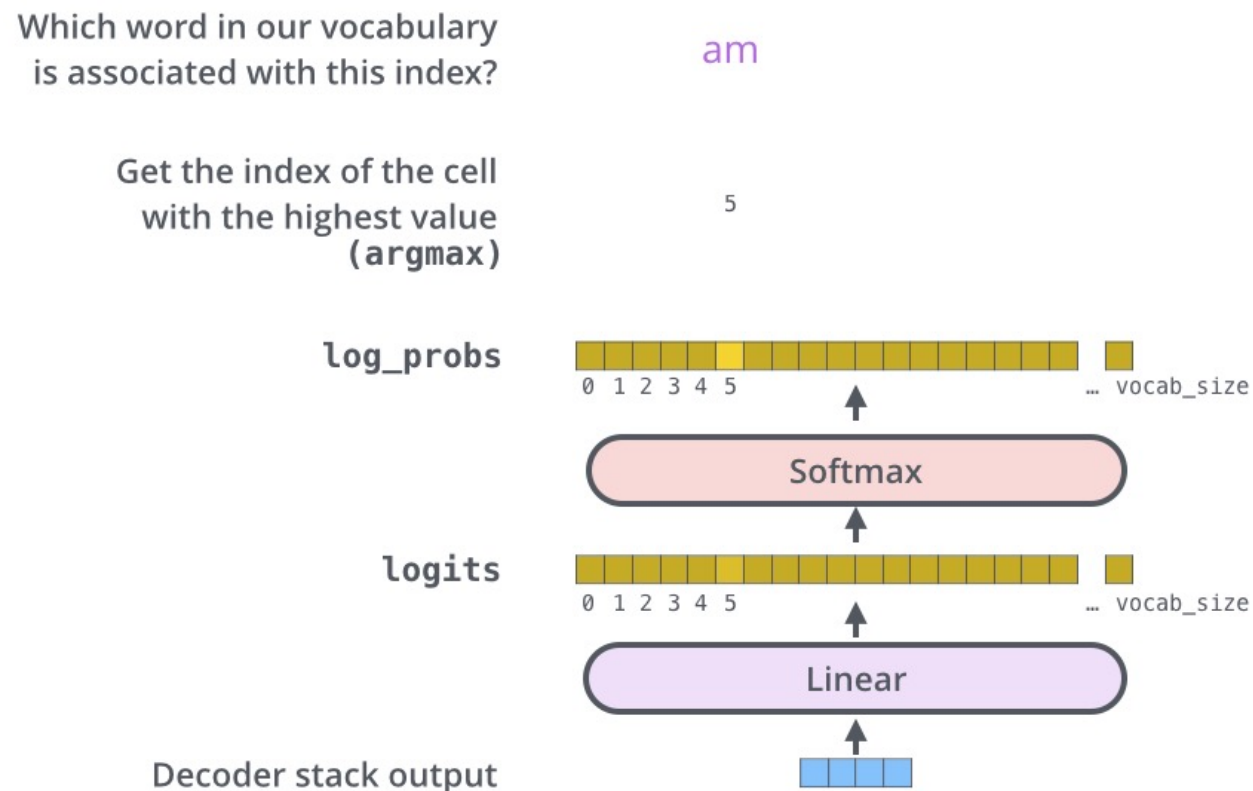 Which word in our vocabulary
is associated with this index?
am
Get the index of the cell
with the highest value
(argmax)
5
log_probs
0 1 2 3 4 5 … vocab_size
Softmax
logits
0 1 2 3 4 5 … vocab_size
Linear
Decoder stack output